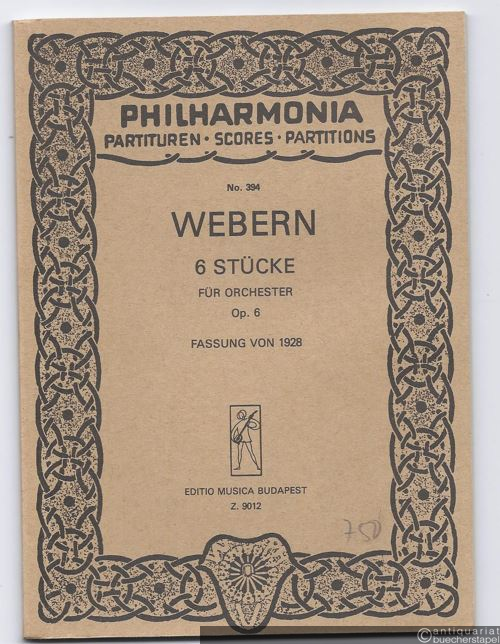 PHILHARMONIA
PARTITUREN · SCORES · PARTITIONS
No. 394
WEBERN
6 STÜCKE
FÜR ORCHESTER
Op. 6
FASSUNG VON 1928
EDITIO MUSICA BUDAPEST
Z. 9012
750
antiquariat
buecherstapel